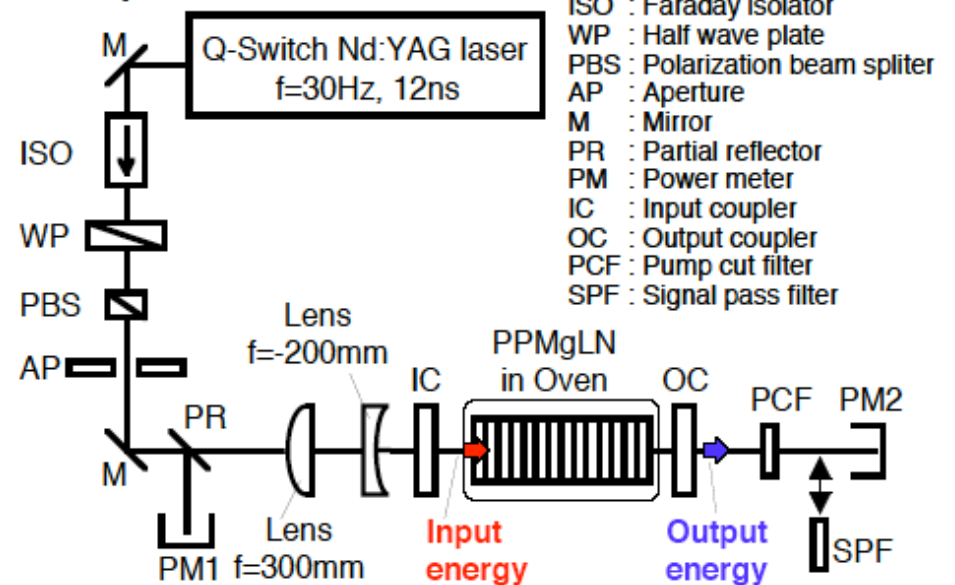 ISO : Faraday isolator
WP : Half wave plate
PBS : Polarization beam spliter
AP : Aperture
M : Mirror
PR : Partial reflector
PM : Power meter
IC : Input coupler
OC : Output coupler
PCF : Pump cut filter
SPF : Signal pass filter
M
Q-Switch Nd:YAG laser
f=30Hz, 12ns
ISO
WP
PBS
AP
M
PR
PM1
Lens
f=300mm
Lens
f=-200mm
IC
PPMgLN
in Oven
OC
PCF
PM2
SPF
Input
energy
Output
energy